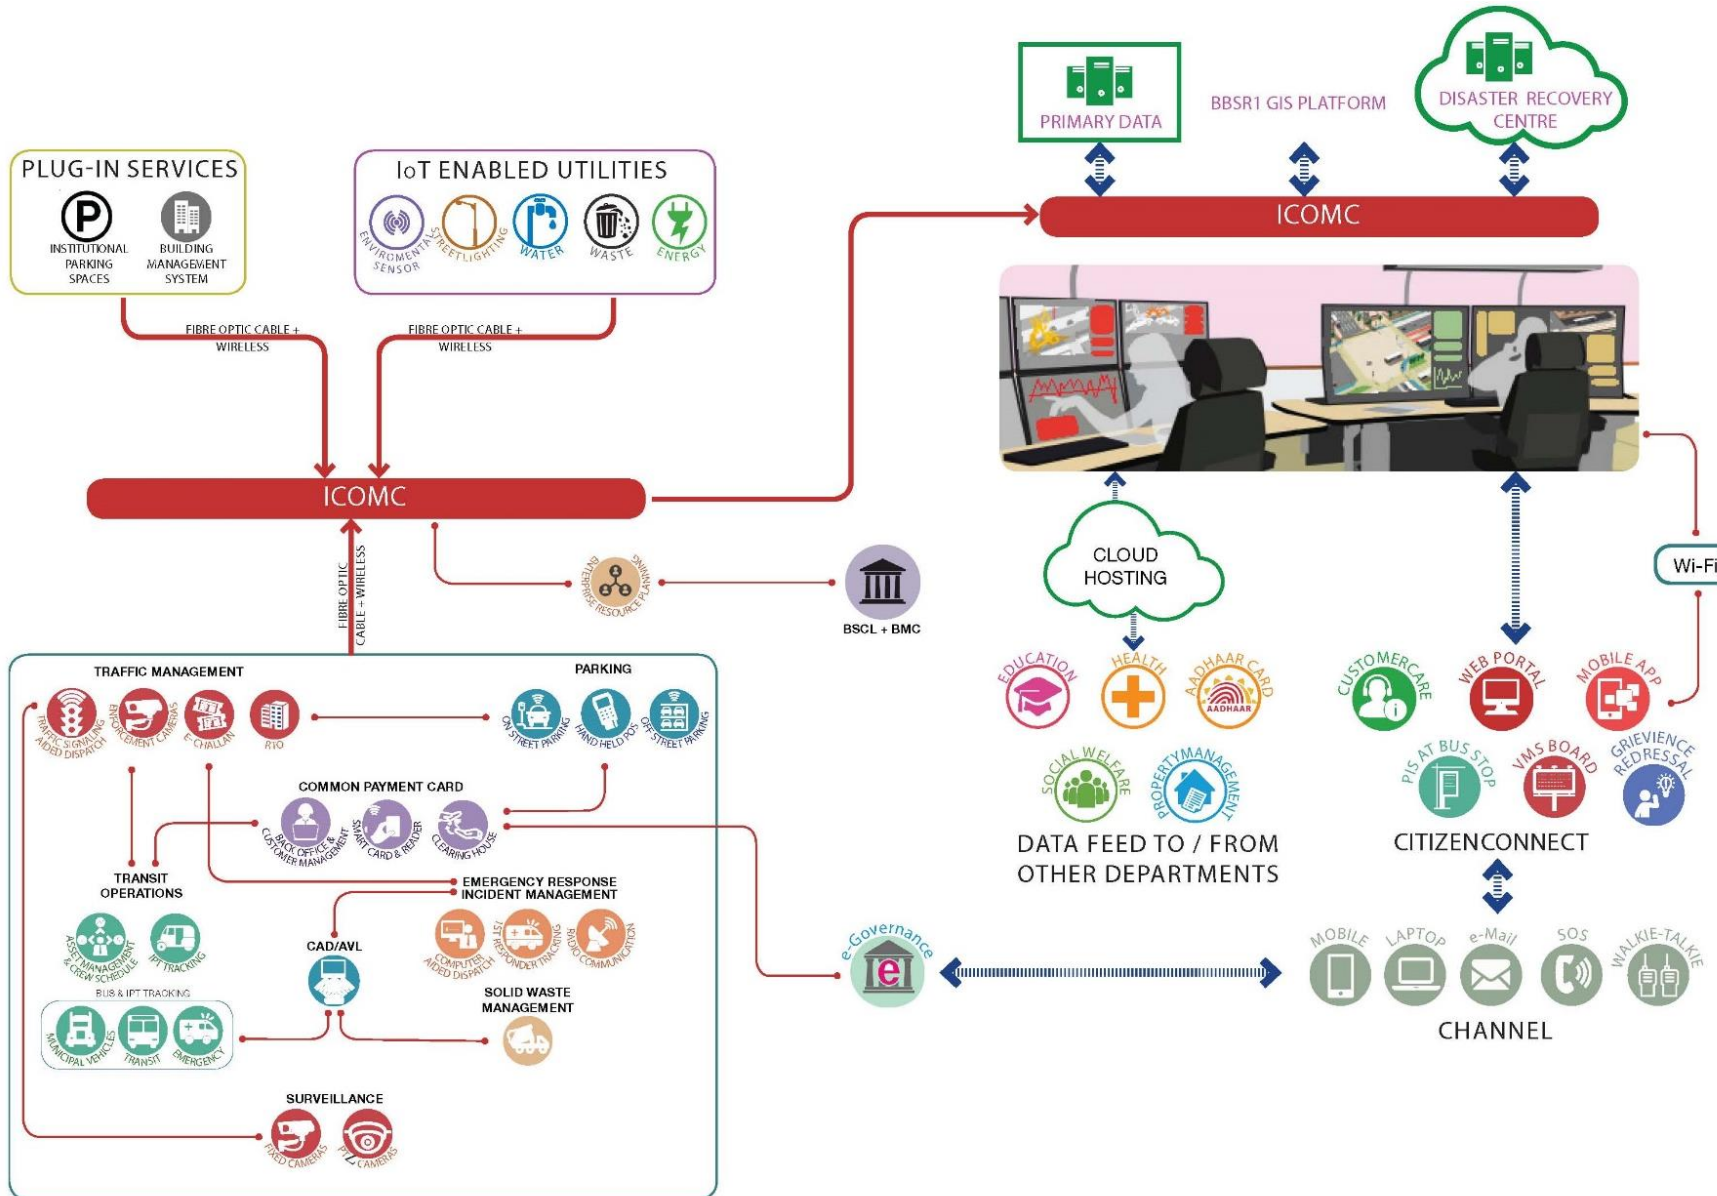 PRIMARY DATA
BBSR1 GIS PLATFORM
DISASTER RECOVERY
CENTRE
PLUG-IN SERVICES
P
INSTITUTIONAL
PARKING
SPACES
BUILDING
MANAGEMENT
SYSTEM
IoT ENABLED UTILITIES
ENVIROMENTAL
SENSOR
STREETLIGHTING
WATER
WASTE
ENERGY
ICOMC
FIBRE OPTIC CABLE +
WIRELESS
FIBRE OPTIC CABLE +
WIRELESS
ICOMC
FIBRE OPTIC
CABLE + WIRELESS
ENTERPRISE RESOURCE PLANNING
BSCL + BMC
CLOUD
HOSTING
Wi-Fi
TRAFFIC MANAGEMENT
TRAFFIC SIGNALLING
AIDED DISPATCH
ENFORCEMENT CAMERAS
E-CHALLAN
RTO
PARKING
ON STREET PARKING
HAND HELD POS
OFF STREET PARKING
COMMON PAYMENT CARD
BACK OFFICE &
CUSTOMER MANAGEMENT
SMART CARD & READER
CLEARING HOUSE
TRANSIT
OPERATIONS
ASSET MANAGEMENT
& CREW SCHEDULE
IPT TRACKING
BUS & IPT TRACKING
MUNICIPAL VEHICLES
TRANSIT
EMERGENCY
CAD/AVL
EMERGENCY RESPONSE
INCIDENT MANAGEMENT
COMPUTER
AIDED DISPATCH
1ST RESPONDER TRACKING
RADIO COMMUNICATION
SOLID WASTE
MANAGEMENT
SURVEILLANCE
FIXED CAMERAS
PTZ CAMERAS
EDUCATION
HEALTH
AADHAAR CARD
AADHAAR
SOCIAL WELFARE
PROPERTYMANAGEMENT
DATA FEED TO / FROM
OTHER DEPARTMENTS
CUSTOMERCARE
WEB PORTAL
MOBILE APP
PIS AT BUS STOP
VMS BOARD
GRIEVIENCE
REDRESSAL
CITIZENCONNECT
e-Governance
e
MOBILE
LAPTOP
e-Mail
SOS
WALKIE-TALKIE
CHANNEL